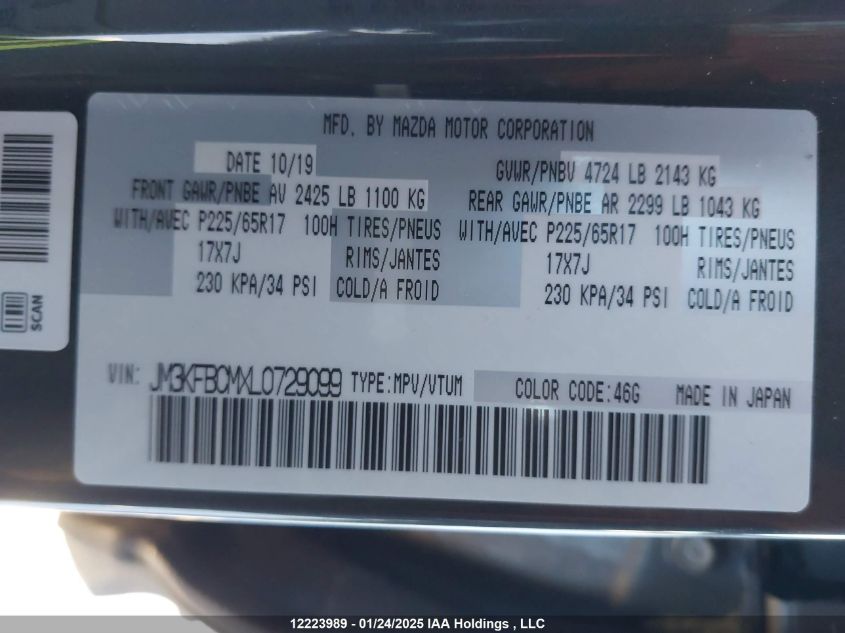 MFD. BY MAZDA MOTOR CORPORATION
DATE 10/19 GVWR/PNBV 4724 LB 2143 KG
FRONT GAWR/PNBE AV 2425 LB 1100 KG REAR GAWR/PNBE AR 2299 LB 1043 KG
WITH/AVEC P225/65R17 100H TIRES/PNEUS WITH/AVEC P225/65R17 100H TIRES/PNEUS
17X7J RIMS/JANTES 17X7J RIMS/JANTES
230 KPA/34 PSI COLD/A FROID 230 KPA/34 PSI COLD/A FROID
SCAN
VIN: JM3KFBCMXL0729099 TYPE:MPV/VTUM COLOR CODE:46G MADE IN JAPAN
12223989 - 01/24/2025 IAA Holdings , LLC